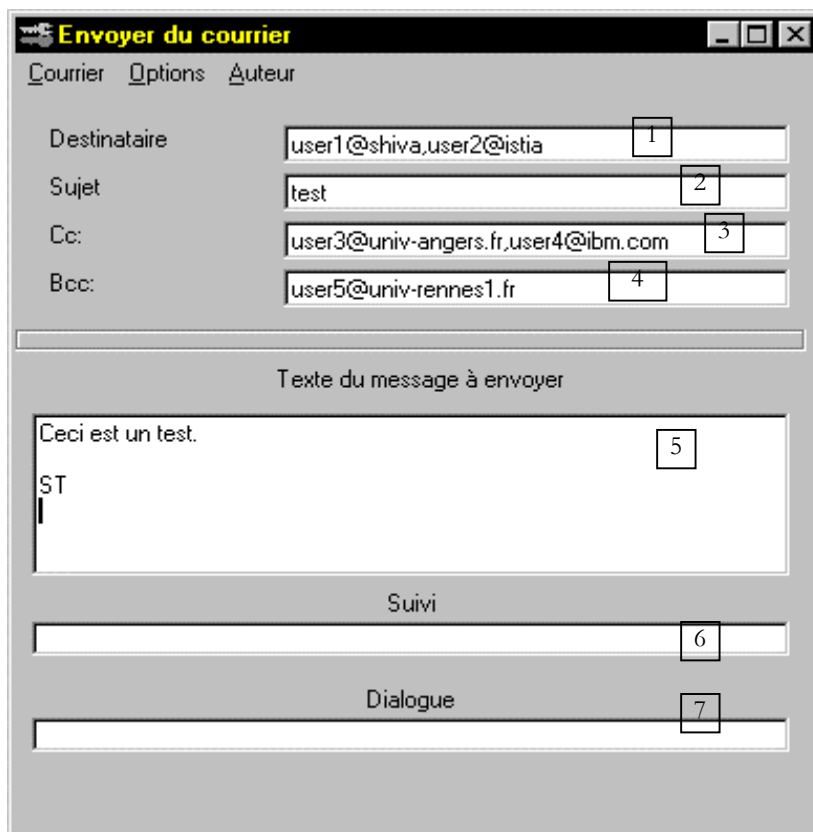 Envoyer du courrier
Courrier Options Auteur
Destinataire user1@shiva,user2@istia 1
Sujet test 2
Cc: user3@univ-angers.fr,user4@ibm.com 3
Bcc: user5@univ-rennes1.fr 4
Texte du message à envoyer
Ceci est un test. 5
ST
Suivi
6
Dialogue
7